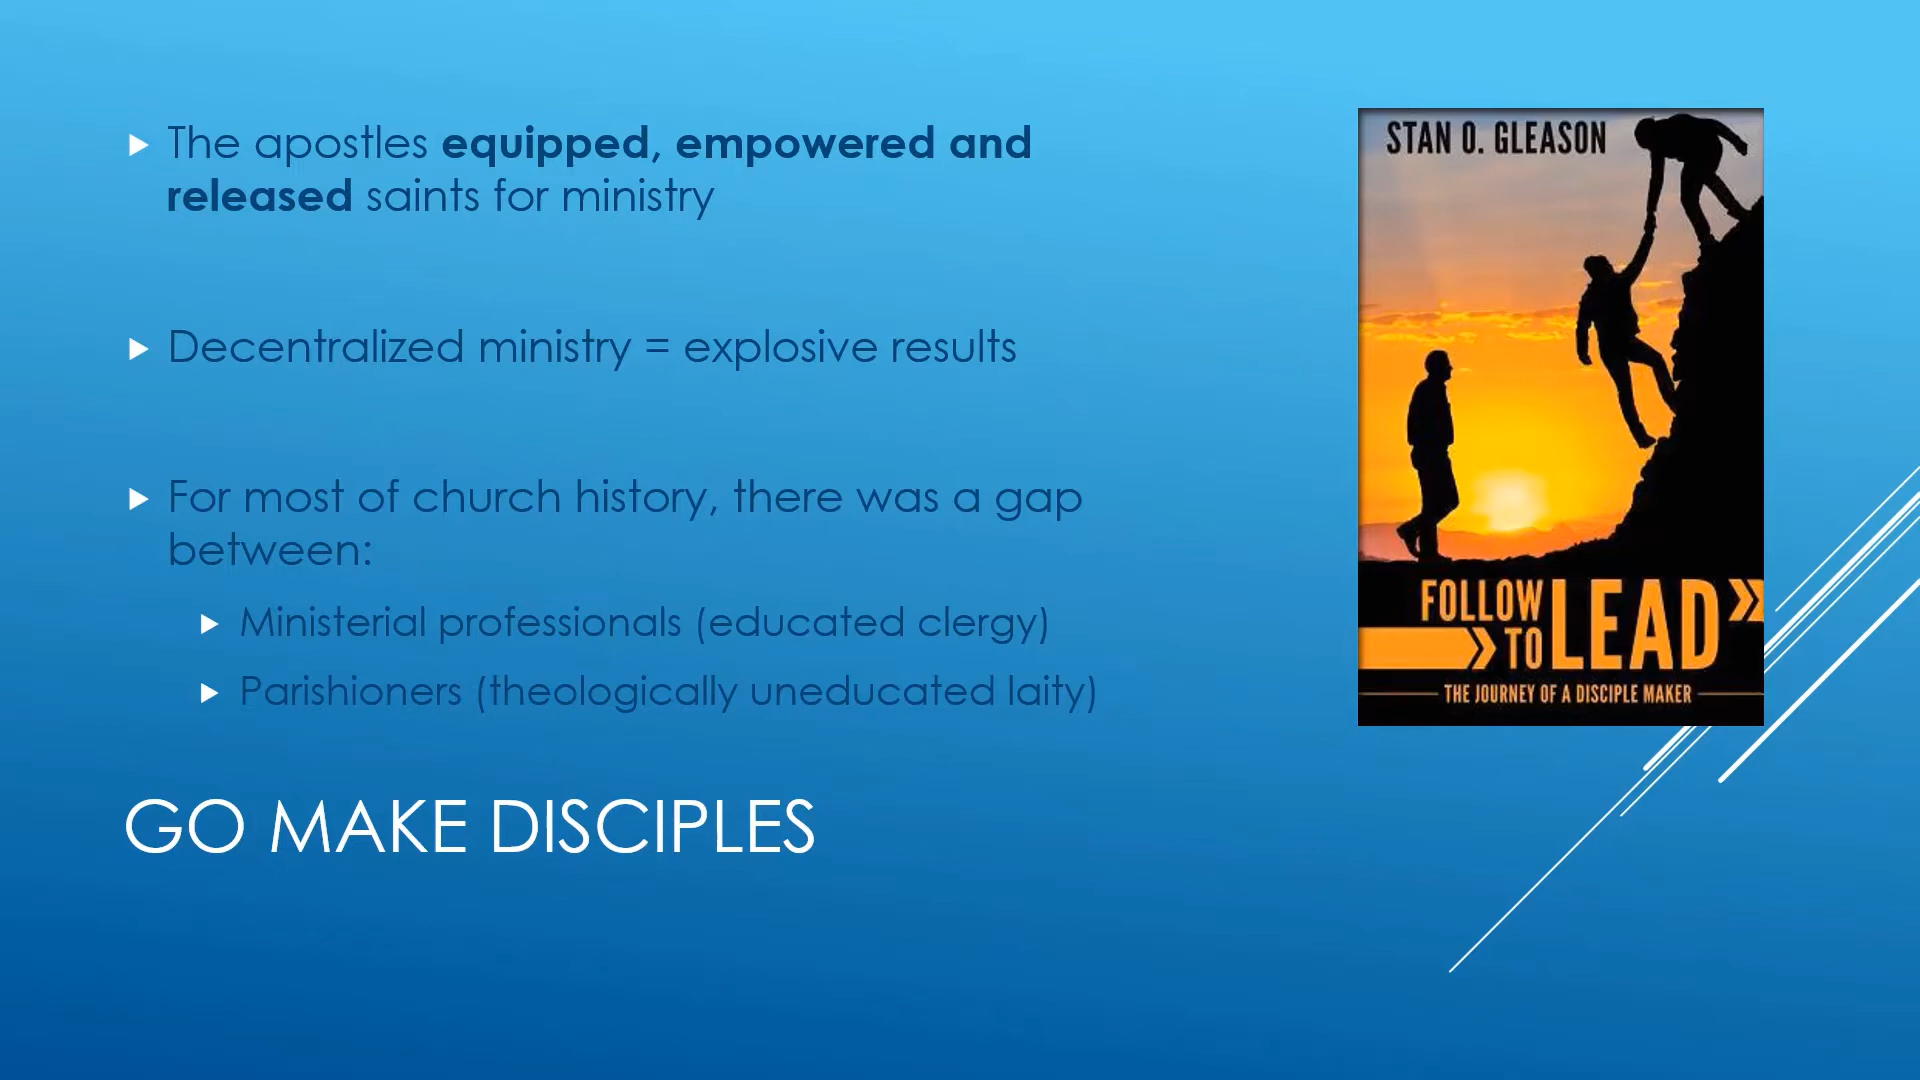 The apostles equipped, empowered and
released saints for ministry
Decentralized ministry = explosive results
For most of church history, there was a gap
between:
Ministerial professionals (educated clergy)
Parishioners (theologically uneducated laity)
GO MAKE DISCIPLES
STAN O. GLEASON
FOLLOW
TO LEAD
THE JOURNEY OF A DISCIPLE MAKER